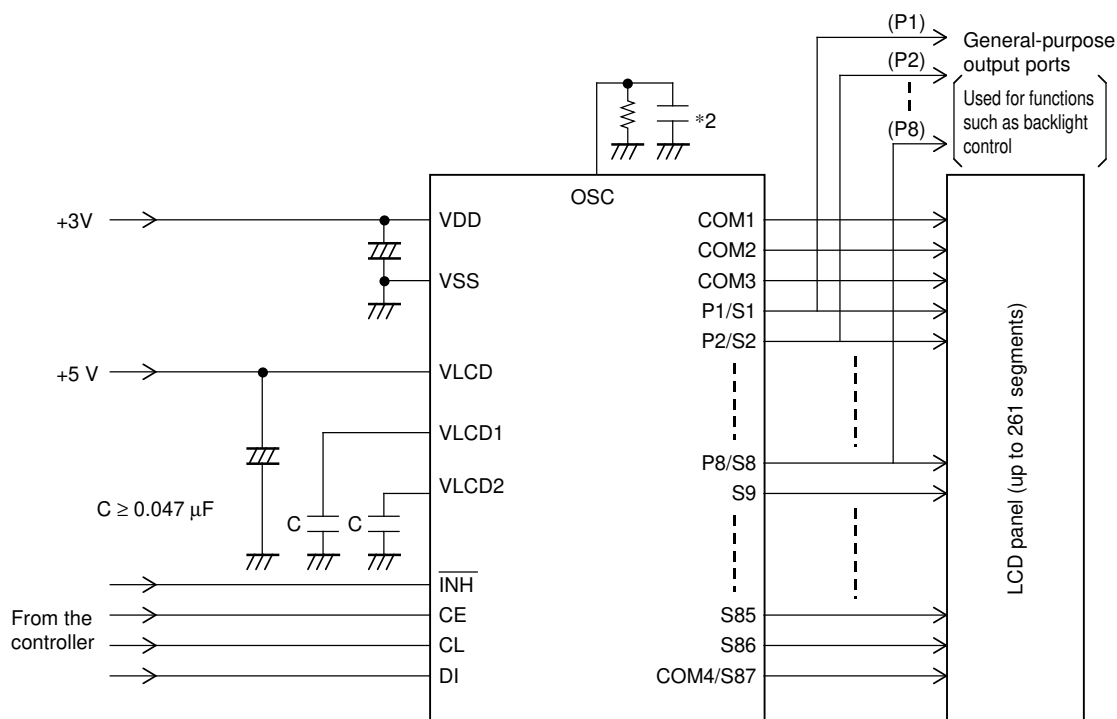 (P1)
General-purpose
output ports
(P2)
Used for functions
such as backlight
control
(P8)
*2
OSC
+3V
VDD
COM1
COM2
VSS
COM3
P1/S1
P2/S2
+5 V
VLCD
VLCD1
P8/S8
VLCD2
S9
C ≥ 0.047 μF
C
C
LCD panel (up to 261 segments)
INH
From the
controller
CE
S85
CL
S86
DI
COM4/S87